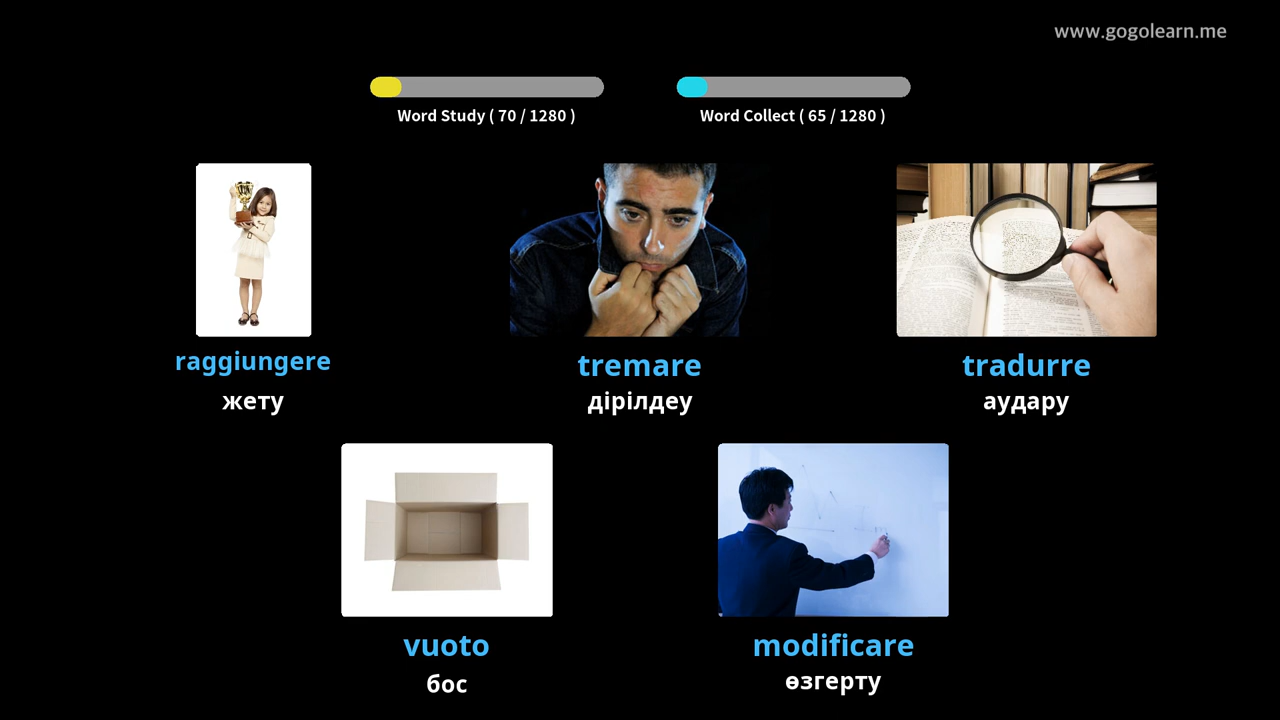 www.gogolearn.me
Word Study ( 70 / 1280 )
Word Collect ( 65 / 1280 )
raggiungere
жету
tremare
дірілдеу
tradurre
аудару
vuoto
бос
modificare
өзгерту